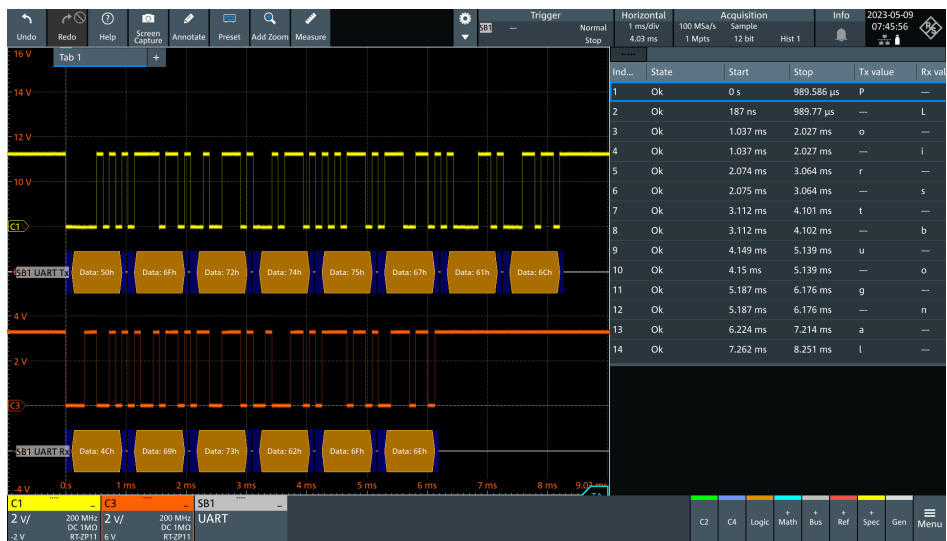 Undo
Redo
Help
Screen Capture
Annotate
Preset
Add Zoom
Measure
SB1
Trigger
Normal
Stop
Horizontal
1 ms/div
4.03 ms
Acquisition
100 MSa/s Sample
1 Mpts 12 bit Hist 1
Info
2023-05-09
07:45:56
Tab 1 +
16 V
14 V
12 V
10 V
C1
SB1 UART Tx Data: 50h Data: 6Fh Data: 72h Data: 74h Data: 75h Data: 67h Data: 61h Data: 6Ch
4 V
2 V
C3
SB1 UART Rx Data: 4Ch Data: 69h Data: 73h Data: 62h Data: 6Fh Data: 6Eh
-4 V 0 s 1 ms 2 ms 3 ms 4 ms 5 ms 6 ms 7 ms 8 ms 9.03 ms
TA
Ind... State Start Stop Tx value Rx val
1 Ok 0 s 989.586 µs P ---
2 Ok 187 ns 989.77 µs --- L
3 Ok 1.037 ms 2.027 ms o ---
4 Ok 1.037 ms 2.027 ms --- i
5 Ok 2.074 ms 3.064 ms r ---
6 Ok 2.075 ms 3.064 ms --- s
7 Ok 3.112 ms 4.101 ms t ---
8 Ok 3.112 ms 4.102 ms --- b
9 Ok 4.149 ms 5.139 ms u ---
10 Ok 4.15 ms 5.139 ms --- o
11 Ok 5.187 ms 6.176 ms g ---
12 Ok 5.187 ms 6.176 ms --- n
13 Ok 6.224 ms 7.214 ms a ---
14 Ok 7.262 ms 8.251 ms l ---
C1
2 V/ 200 MHz
DC 1MΩ
-2 V RT-ZP11
C3
2 V/ 200 MHz
DC 1MΩ
6 V RT-ZP11
SB1
UART
C2
C4
Logic
+ Math
+ Bus
+ Ref
+ Spec
Gen
Menu